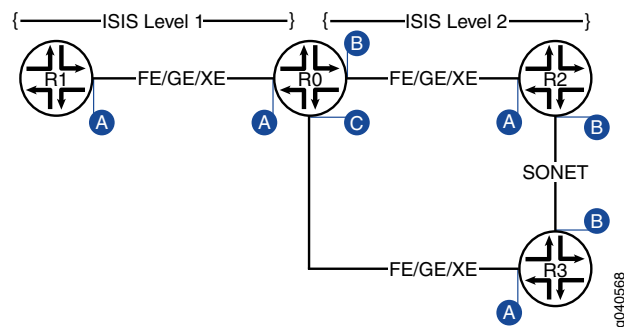 { ISIS Level 1 } { ISIS Level 2 }
B
R1 FE/GE/XE R0 FE/GE/XE R2
A A C A B
SONET
B
FE/GE/XE R3
A
g040568